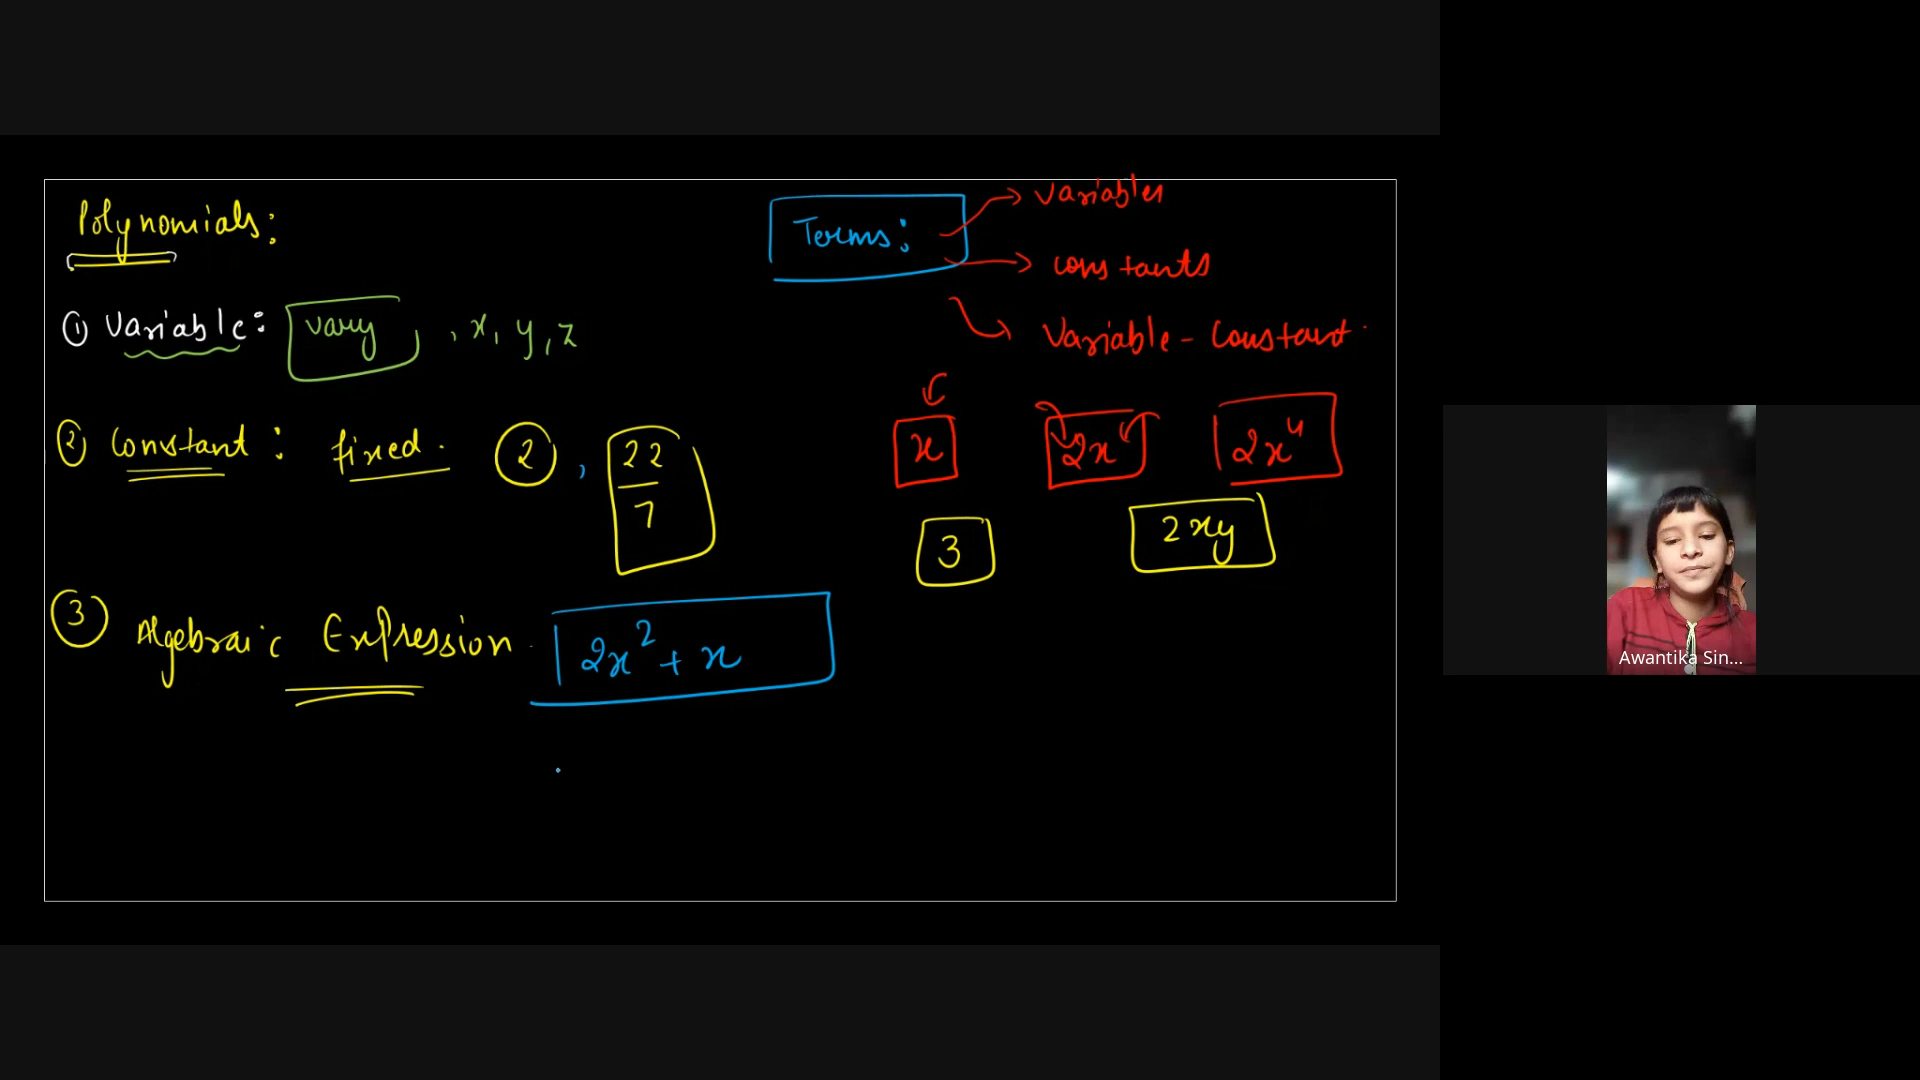 Polynomials:
① Variable: vary , x, y, z
② Constant: fixed. 2 , 22/7
③ Algebraic Expression. 2x² + x
Terms:
→ Variables
→ constants
→ Variable - Constant.
x 2x 2x⁴
3 2xy
Awantika Sin...